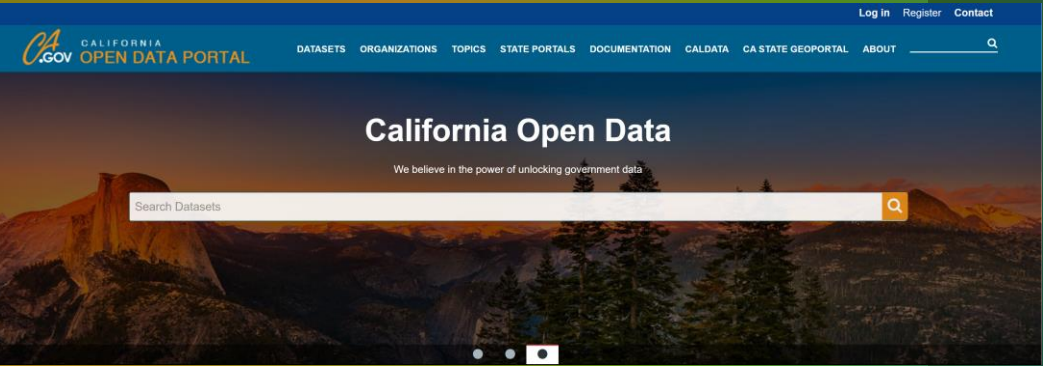 Log in Register Contact
CA .GOV CALIFORNIA OPEN DATA PORTAL
DATASETS ORGANIZATIONS TOPICS STATE PORTALS DOCUMENTATION CALDATA CA STATE GEOPORTAL ABOUT
California Open Data
We believe in the power of unlocking government data
Search Datasets